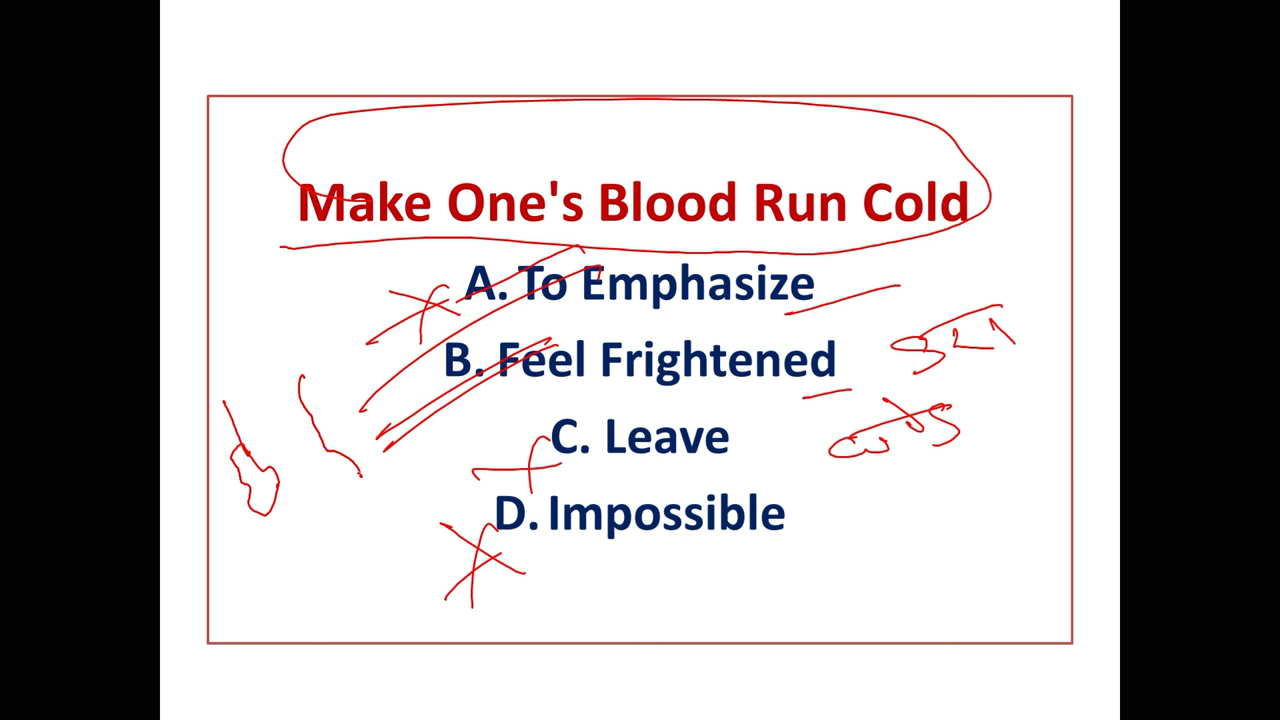 Make One's Blood Run Cold
A. To Emphasize
B. Feel Frightened
C. Leave
D. Impossible